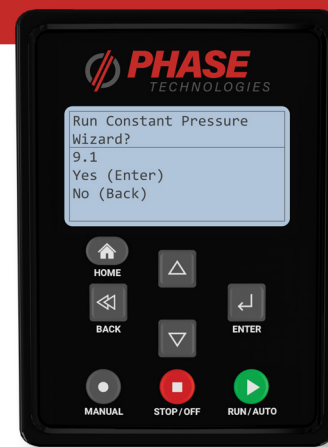 PHASE
TECHNOLOGIES
Run Constant Pressure
Wizard?
9.1
Yes (Enter)
No (Back)
HOME
BACK
ENTER
MANUAL
STOP/OFF
RUN/AUTO